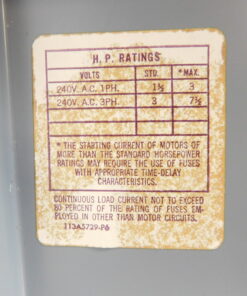 H. P. RATINGS
VOLTS STD. *MAX.
240V. A.C. 1PH. 1½ 3
240V. A.C. 3PH. 3 7½
* THE STARTING CURRENT OF MOTORS OF
MORE THAN THE STANDARD HORSEPOWER
RATINGS MAY REQUIRE THE USE OF FUSES
WITH APPROPRIATE TIME-DELAY
CHARACTERISTICS.
CONTINUOUS LOAD CURRENT NOT TO EXCEED
80 PERCENT OF THE RATING OF FUSES EM-
PLOYED IN OTHER THAN MOTOR CIRCUITS.
113A5729-P6